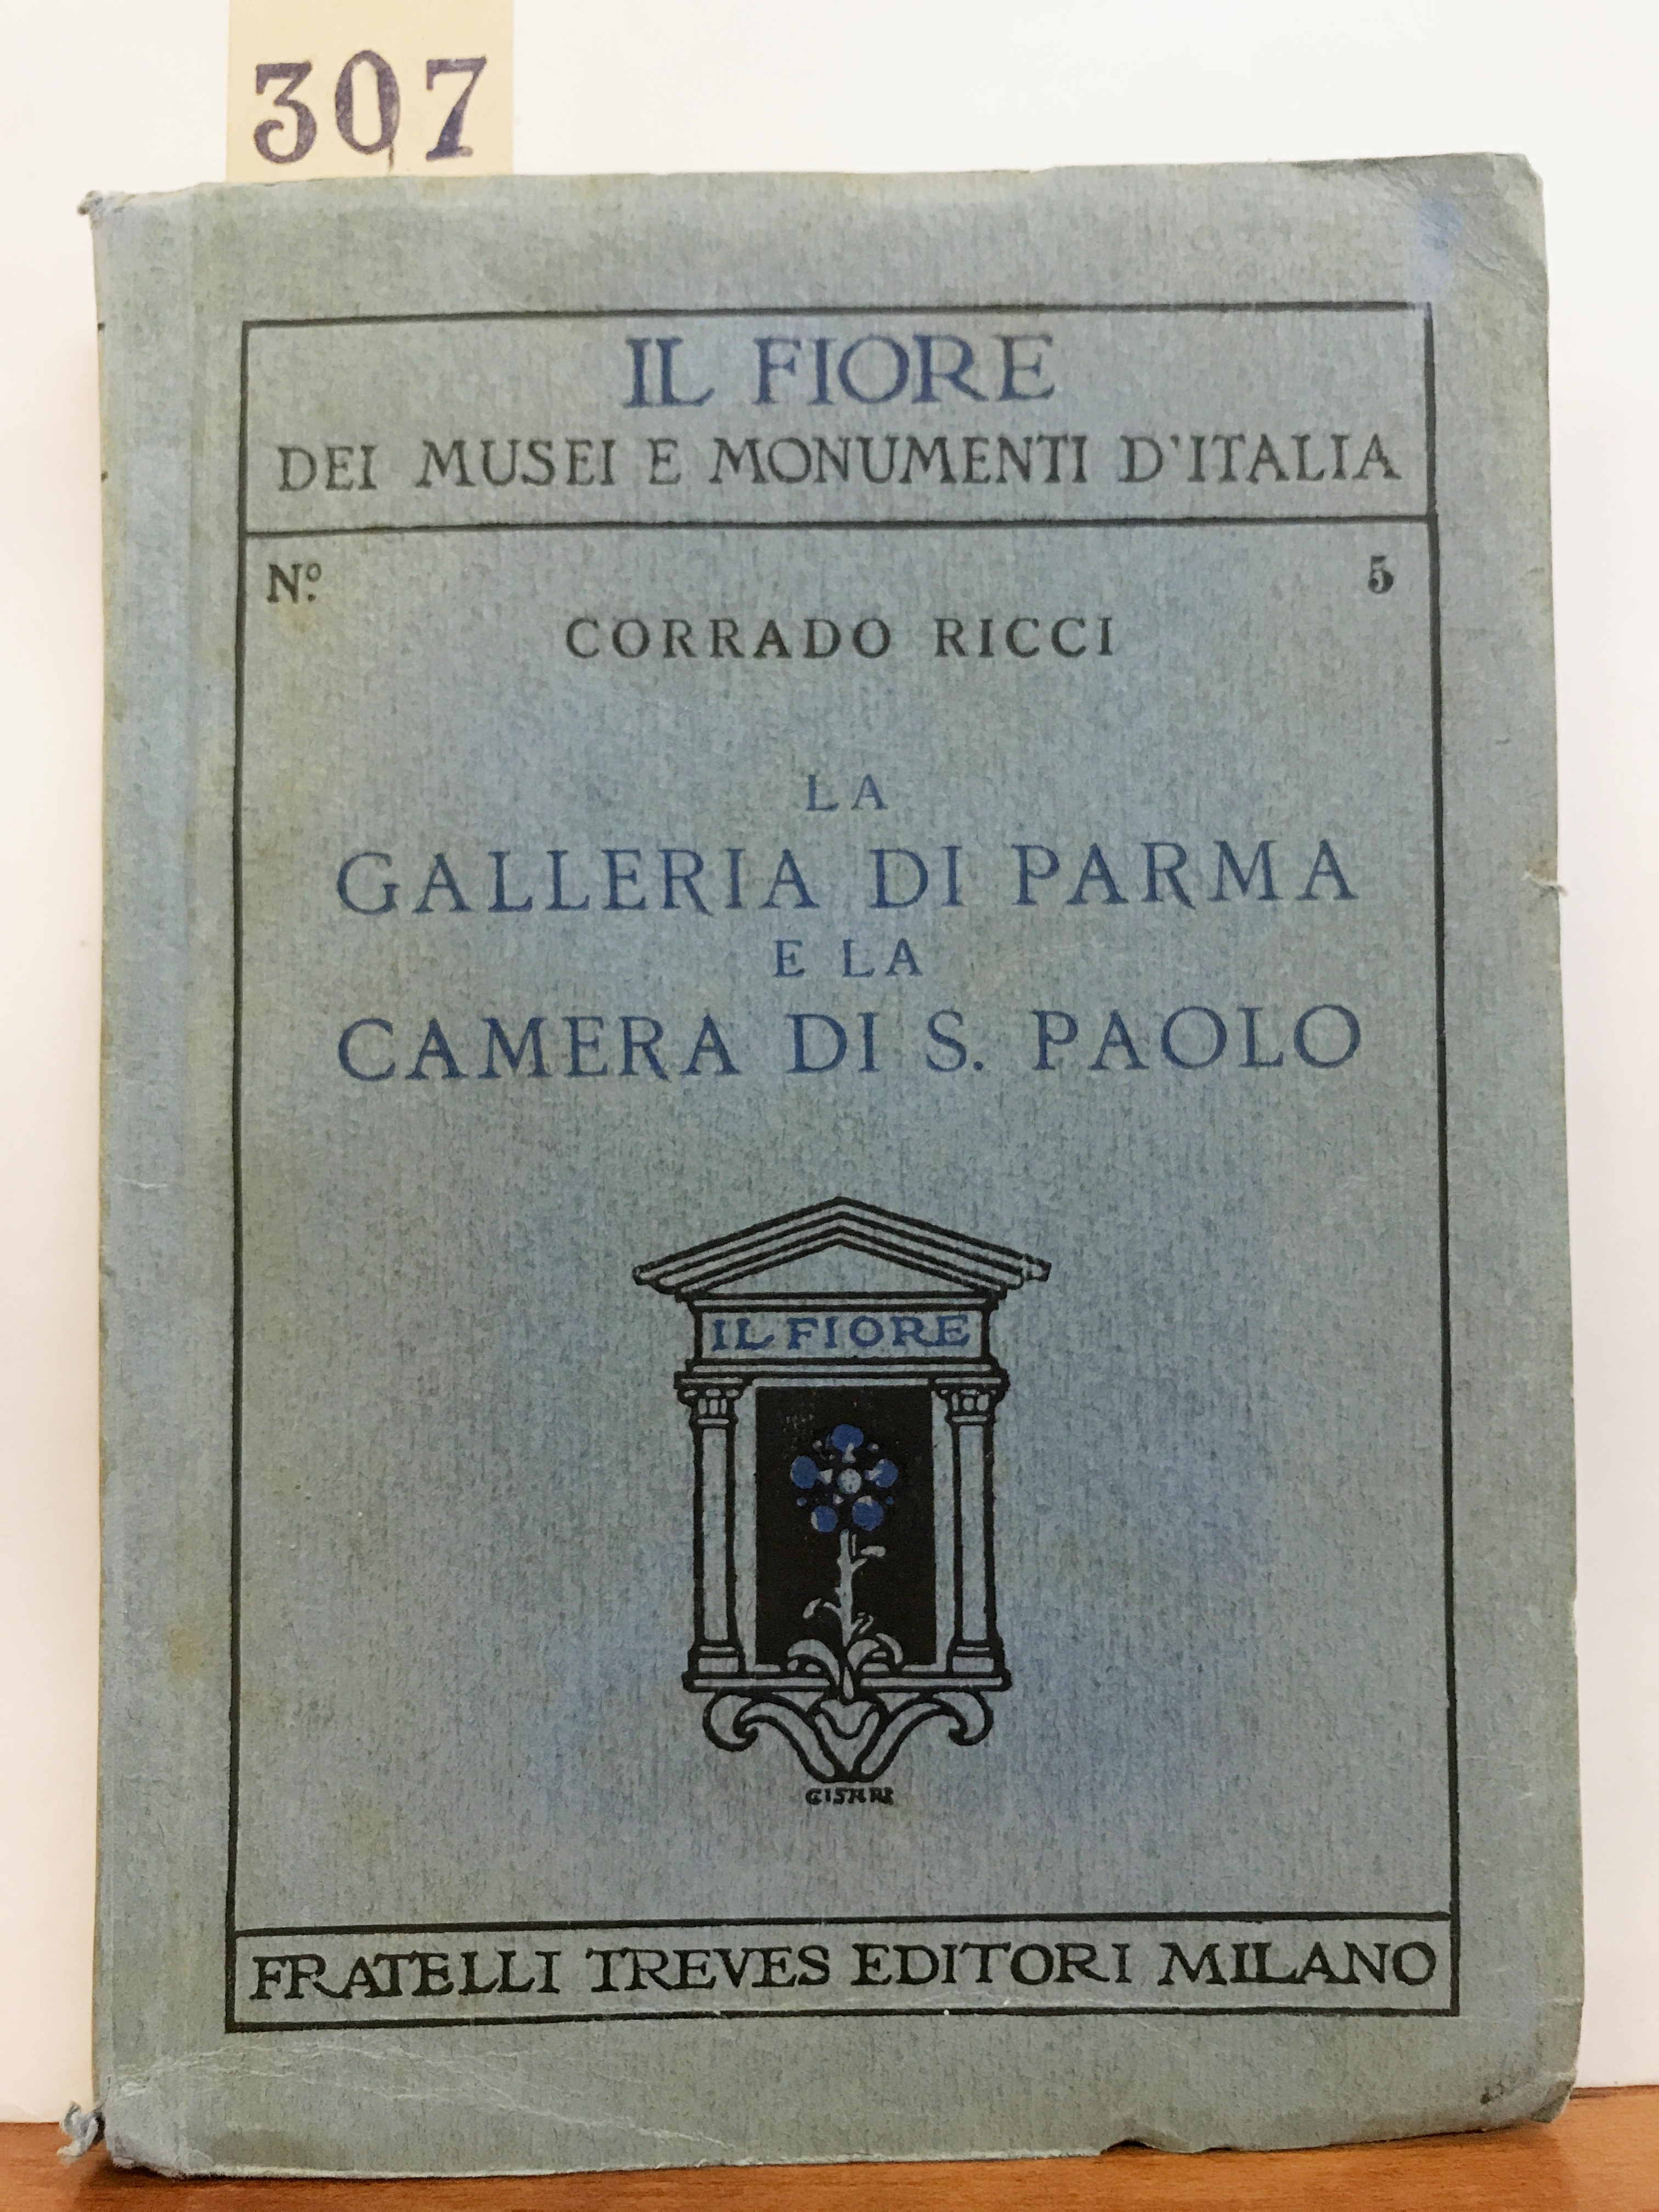 307
IL FIORE
DEI MUSEI E MONUMENTI D'ITALIA
Nº. 5
CORRADO RICCI
LA
GALLERIA DI PARMA
E LA
CAMERA DI S. PAOLO
IL FIORE
FRATELLI TREVES EDITORI MILANO